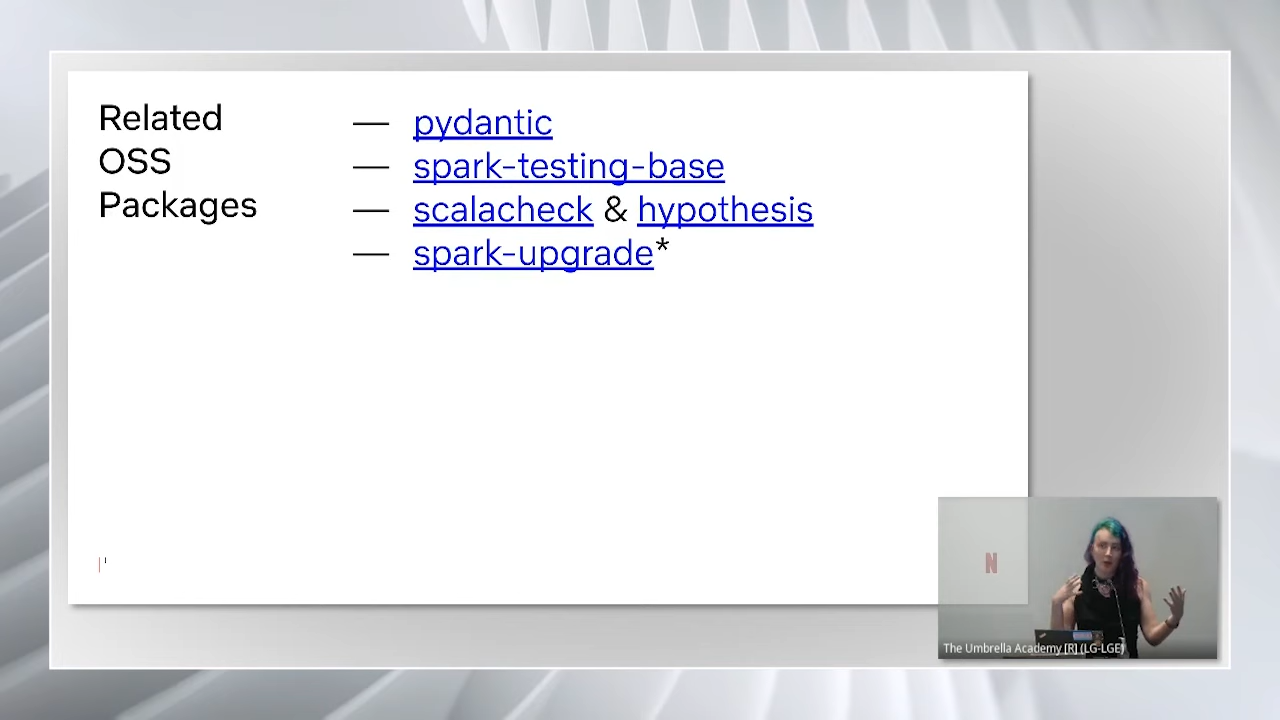 Related
OSS
Packages
— pydantic
— spark-testing-base
— scalacheck & hypothesis
— spark-upgrade*
N
The Umbrella Academy [R] (LG-LGE)